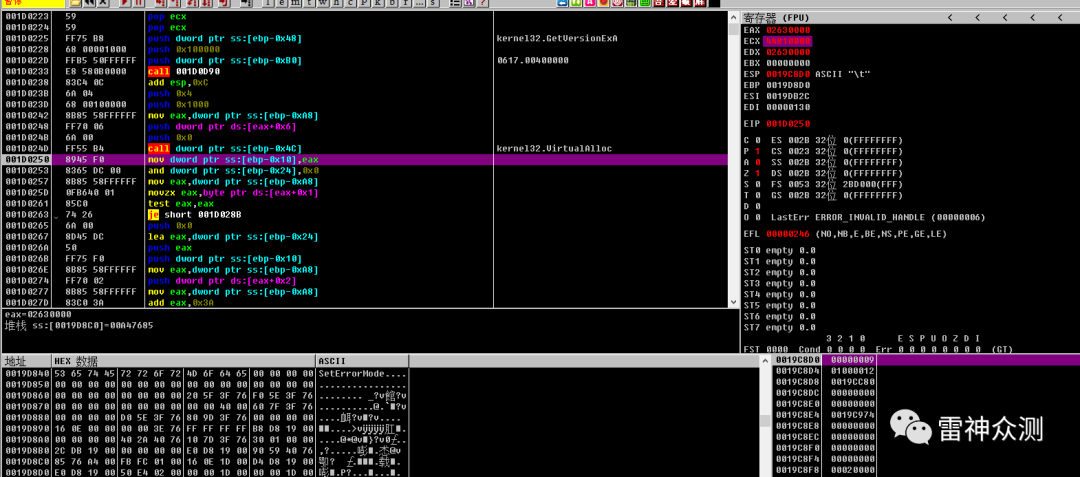 暂停
l e m t w h c P k b f ... s
001D0223 59 pop ecx
001D0224 59 pop ecx
001D0225 FF75 B8 push dword ptr ss:[ebp-0x48] kernel32.GetVersionExA
001D0228 68 00001000 push 0x100000
001D022D FFB5 50FFFFFF push dword ptr ss:[ebp-0xB0] 0617.00400000
001D0233 E8 580B0000 call 001D0D90
001D0238 83C4 0C add esp,0xC
001D023B 6A 04 push 0x4
001D023D 68 00100000 push 0x1000
001D0242 8B85 58FFFFFF mov eax,dword ptr ss:[ebp-0xA8]
001D0248 FF70 06 push dword ptr ds:[eax+0x6]
001D024B 6A 00 push 0x0
001D024D FF55 B4 call dword ptr ss:[ebp-0x4C] kernel32.VirtualAlloc
001D0250 8945 F0 mov dword ptr ss:[ebp-0x10],eax
001D0253 8365 DC 00 and dword ptr ss:[ebp-0x24],0x0
001D0257 8B85 58FFFFFF mov eax,dword ptr ss:[ebp-0xA8]
001D025D 0FB640 01 movzx eax,byte ptr ds:[eax+0x1]
001D0261 85C0 test eax,eax
001D0263 74 26 je short 001D028B
001D0265 6A 00 push 0x0
001D0267 8D45 DC lea eax,dword ptr ss:[ebp-0x24]
001D026A 50 push eax
001D026B FF75 F0 push dword ptr ss:[ebp-0x10]
001D026E 8B85 58FFFFFF mov eax,dword ptr ss:[ebp-0xA8]
001D0274 FF70 02 push dword ptr ds:[eax+0x2]
001D0277 8B85 58FFFFFF mov eax,dword ptr ss:[ebp-0xA8]
001D027D 83C0 3A add eax,0x3A
eax=02630000
堆栈 ss:[0019D8C0]=00A47685
寄存器 (FPU) < < < < <
EAX 02630000
ECX
EDX 02630000
EBX 00000000
ESP 0019C8D0 ASCII "\t"
EBP 0019D8D0
ESI 0019DB2C
EDI 00000130
EIP 001D0250
C 0 ES 002B 32位 0(FFFFFFFF)
P 1 CS 0023 32位 0(FFFFFFFF)
A 0 SS 002B 32位 0(FFFFFFFF)
Z 1 DS 002B 32位 0(FFFFFFFF)
S 0 FS 0053 32位 2BD000(FFF)
T 0 GS 002B 32位 0(FFFFFFFF)
D 0
O 0 LastErr ERROR_INVALID_HANDLE (00000006)
EFL 00000246 (NO,NB,E,BE,NS,PE,GE,LE)
ST0 empty 0.0
ST1 empty 0.0
ST2 empty 0.0
ST3 empty 0.0
ST4 empty 0.0
ST5 empty 0.0
ST6 empty 0.0
ST7 empty 0.0
3 2 1 0 E S P U O Z D I
FST 0000 Cond 0 0 0 0 Err 0 0 0 0 0 0 0 0 (GT)
地址 HEX 数据 ASCII
0019D840 53 65 74 45 72 72 6F 72 4D 6F 64 65 00 00 00 00 SetErrorMode....
0019D850 00 00 00 00 00 00 00 00 00 00 00 00 00 00 00 00 ................
0019D860 00 00 00 00 00 00 00 00 20 5F 3F 76 F0 5E 3F 76
0019D870 00 00 00 00 00 00 00 00 00 00 40 00 60 7F 3F 76
0019D880 00 00 00 00 D0 5E 3F 76 80 9D 3F 76 00 00 00 00
0019D890 16 0E 00 00 00 00 3E 76 FF FF FF FF B8 D8 19 00
0019D8A0 00 00 00 00 40 2A 40 76 10 7D 3F 76 30 01 00 00
0019D8B0 2C DB 19 00 00 00 00 00 E0 D8 19 00 90 59 40 76
0019D8C0 85 76 A4 00 FB FC 01 00 16 0E 1D 00 D4 D8 19 00
0019D8D0 E0 D8 19 00 50 E4 02 00 00 00 1D 00 00 00 1D 00
0019C8D0 00000009
0019C8D4 01000012
0019C8D8 0019CC80
0019C8DC 00000000
0019C8E0 00000000
0019C8E4 0019C974
0019C8E8 00000000
0019C8EC 00000000
0019C8F0 00000000
0019C8F4 00000000
0019C8F8 00020000
雷神众测